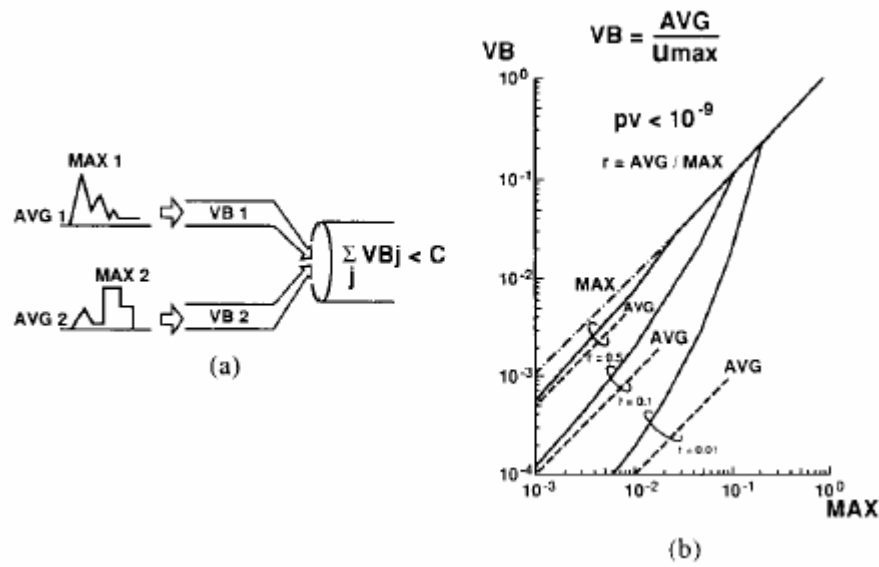 MAX 1
AVG 1
VB 1
MAX 2
AVG 2
VB 2
∑ VBj < C
j
(a)
VB
VB = AVG / umax
pv < 10^-9
r = AVG / MAX
10^0
10^-1
10^-2
10^-3
10^-4
MAX
AVG
r = 0.5
AVG
r = 0.1
AVG
r = 0.01
10^-3
10^-2
10^-1
10^0
MAX
(b)